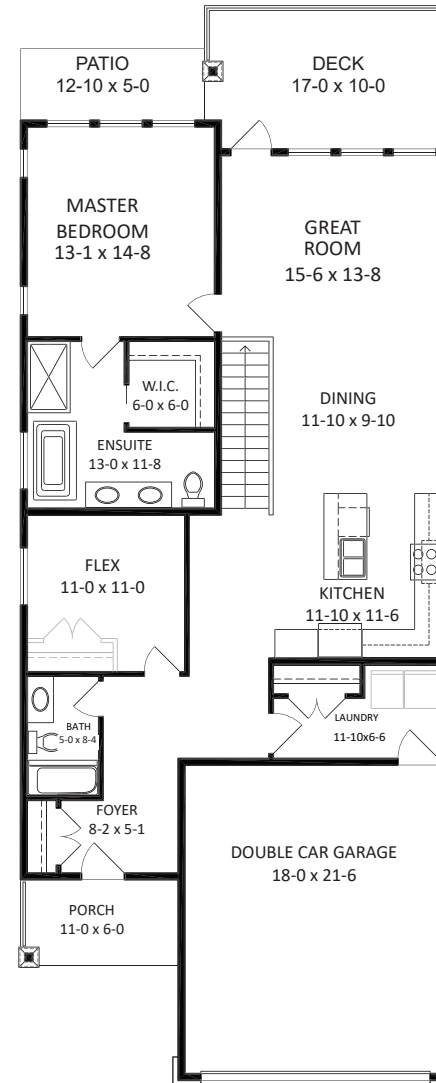 PATIO
12-10 x 5-0
DECK
17-0 x 10-0
MASTER
BEDROOM
13-1 x 14-8
GREAT
ROOM
15-6 x 13-8
W.I.C.
6-0 x 6-0
DINING
11-10 x 9-10
ENSUITE
13-0 x 11-8
FLEX
11-0 x 11-0
KITCHEN
11-10 x 11-6
BATH
5-0 x 8-4
LAUNDRY
11-10x6-6
FOYER
8-2 x 5-1
DOUBLE CAR GARAGE
18-0 x 21-6
PORCH
11-0 x 6-0